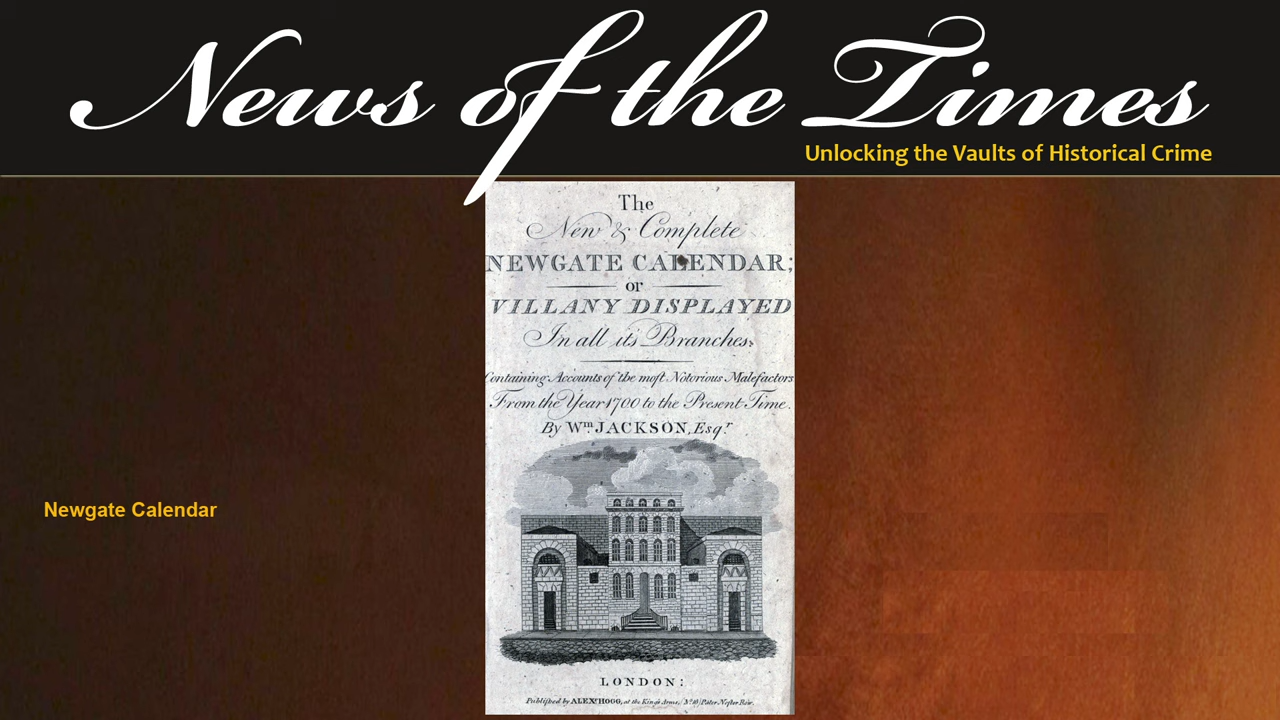 News of the Times
Unlocking the Vaults of Historical Crime
The
New & Complete
NEWGATE CALENDAR;
or
VILLANY DISPLAYED
In all its Branches,
Containing Accounts of the most Notorious Malefactors
From the Year 1700 to the Present Time.
By Wm JACKSON, Esqr
Newgate Calendar
LONDON:
Published by ALEXR HOGG, at the King's Arms, No. 16 Pater Noster Row.